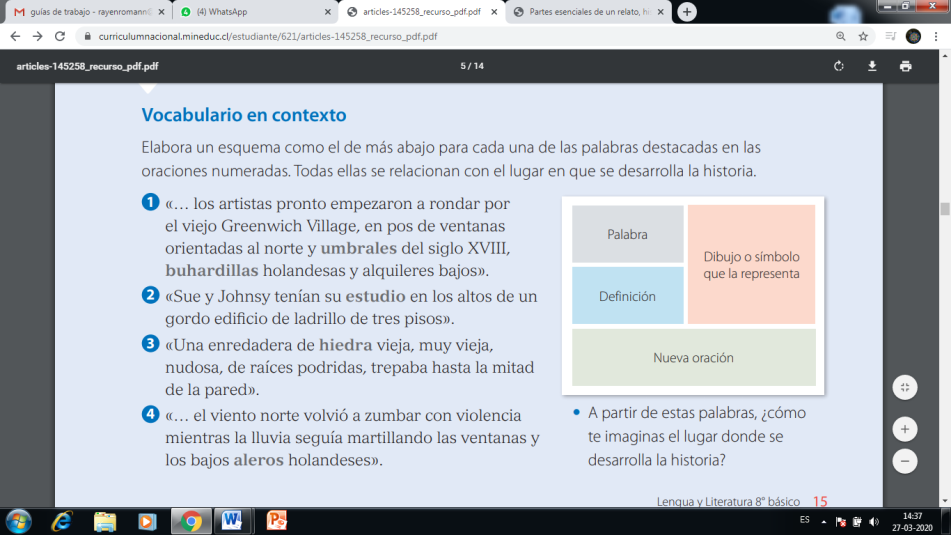 guías de trabajo - rayenromann@
(4) WhatsApp
articles-145258_recurso_pdf.pdf
Partes esenciales de un relato, hi
curriculumnacional.mineduc.cl/estudiante/621/articles-145258_recurso_pdf.pdf
articles-145258_recurso_pdf.pdf
5 / 14
Vocabulario en contexto
Elabora un esquema como el de más abajo para cada una de las palabras destacadas en las
oraciones numeradas. Todas ellas se relacionan con el lugar en que se desarrolla la historia.
1 «… los artistas pronto empezaron a rondar por
el viejo Greenwich Village, en pos de ventanas
orientadas al norte y umbrales del siglo XVIII,
buhardillas holandesas y alquileres bajos».
2 «Sue y Johnsy tenían su estudio en los altos de un
gordo edificio de ladrillo de tres pisos».
3 «Una enredadera de hiedra vieja, muy vieja,
nudosa, de raíces podridas, trepaba hasta la mitad
de la pared».
4 «… el viento norte volvió a zumbar con violencia
mientras la lluvia seguía martillando las ventanas y
los bajos aleros holandeses».
Palabra
Definición
Dibujo o símbolo
que la representa
Nueva oración
• A partir de estas palabras, ¿cómo
te imaginas el lugar donde se
desarrolla la historia?
Lengua y Literatura 8° básico 15
ES
14:37
27-03-2020